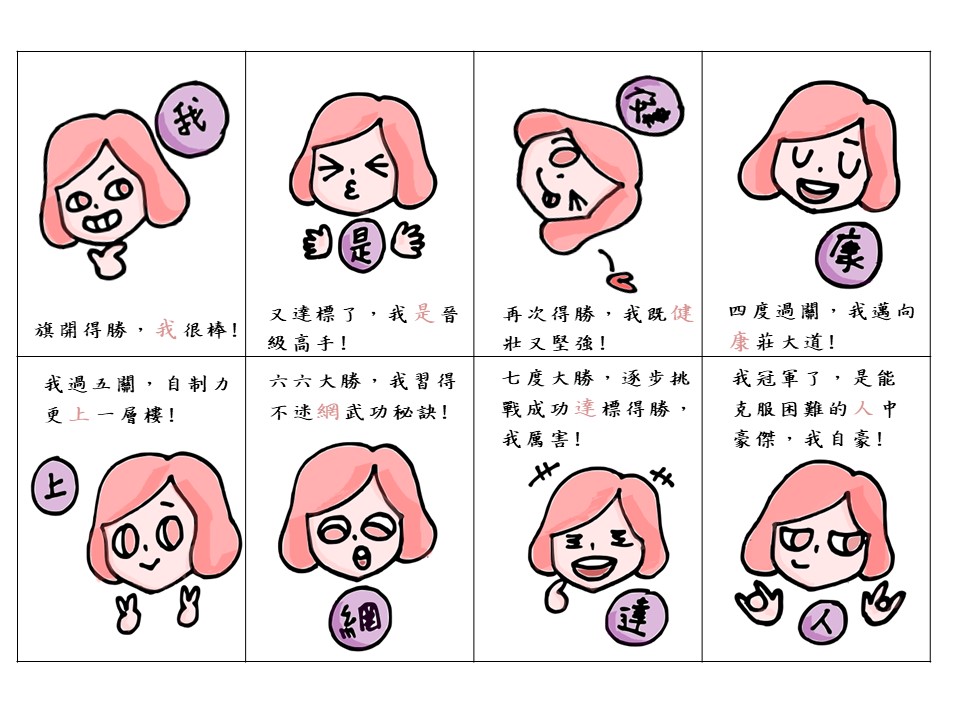 我
旗開得勝，我很棒!
是
又達標了，我是晉
級高手!
健
再次得勝，我既健
壯又堅強!
康
四度過關，我邁向
康莊大道!
我過五關，自制力
更上一層樓!
上
六六大勝，我習得
不迷網武功秘訣!
網
七度大勝，逐步挑
戰成功達標得勝，
我厲害!
達
我冠軍了，是能
克服困難的人中
豪傑，我自豪!
人